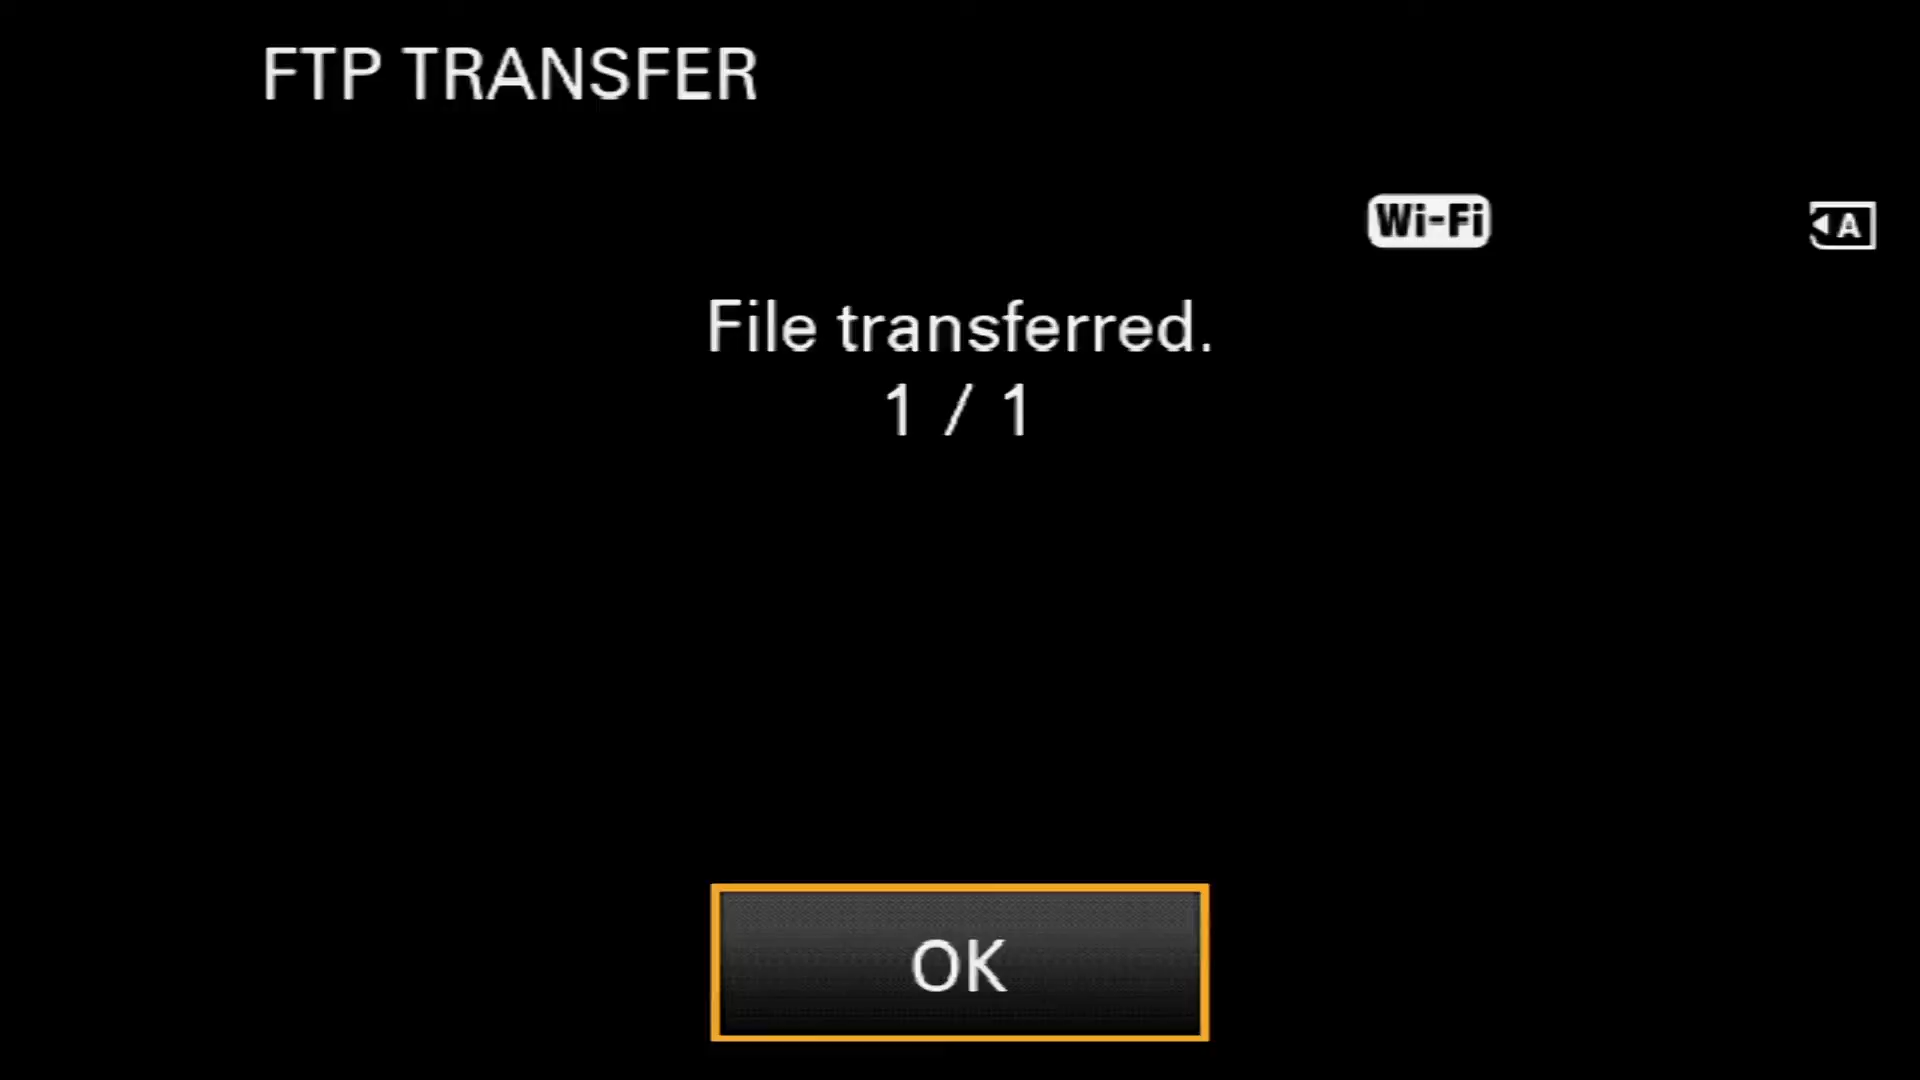 FTP TRANSFER
Wi-Fi
A
File transferred.
1 / 1
OK